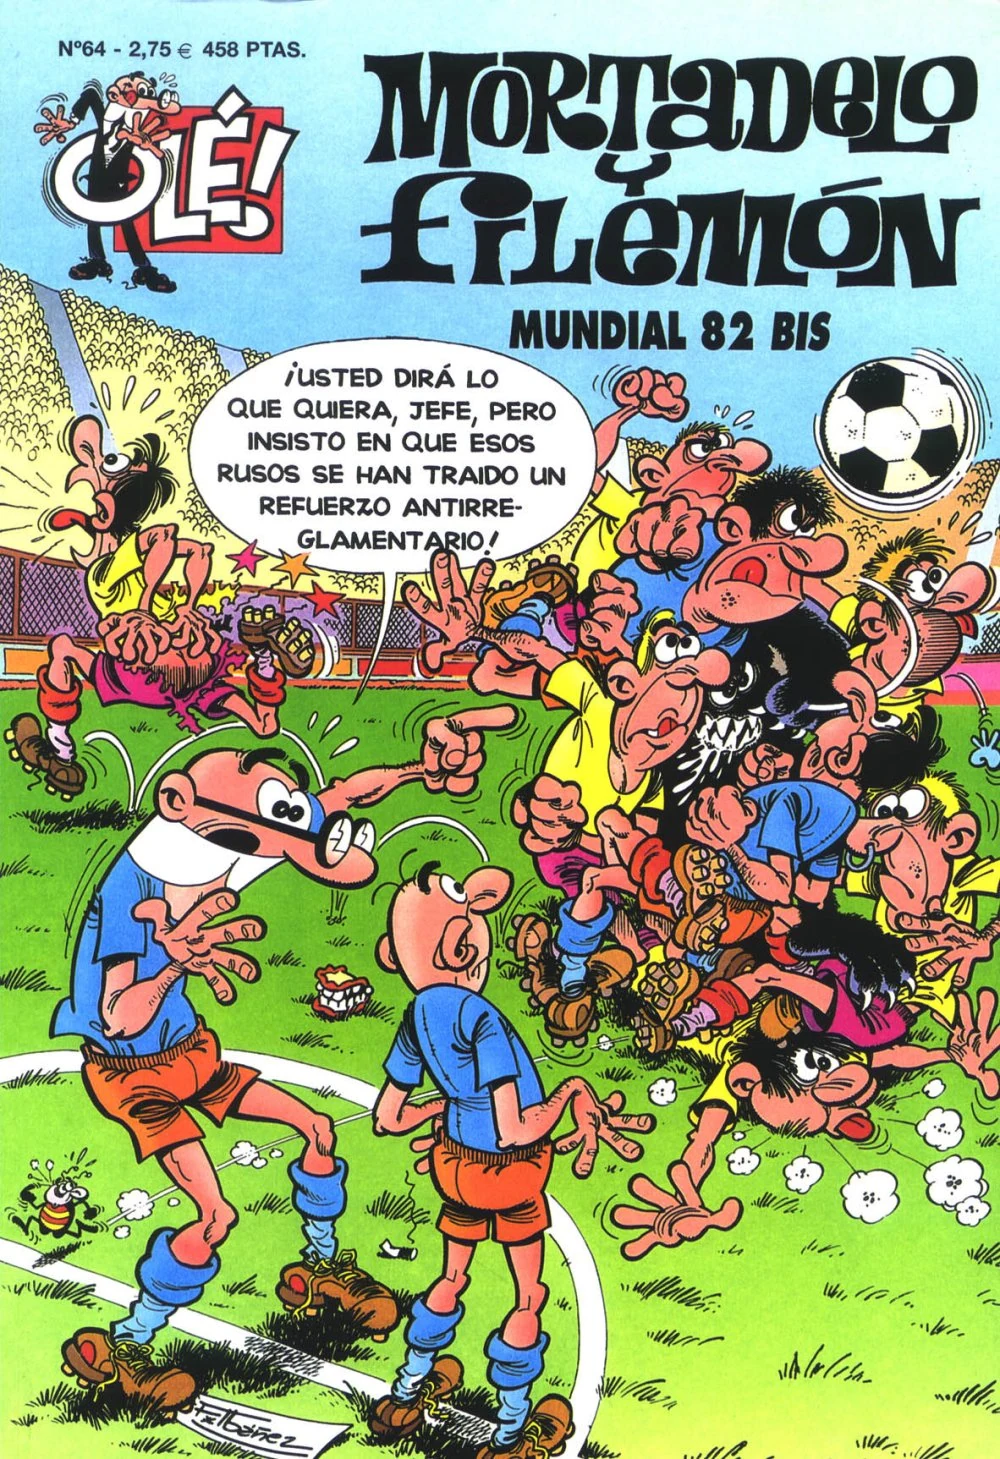 Nº64 - 2,75 € 458 PTAS.
OLÉ!
MORTADELO
Y
FILEMÓN
MUNDIAL 82 BIS
¡USTED DIRÁ LO
QUE QUIERA, JEFE, PERO
INSISTO EN QUE ESOS
RUSOS SE HAN TRAIDO UN
REFUERZO ANTIRRE-
GLAMENTARIO!
F. Ibáñez